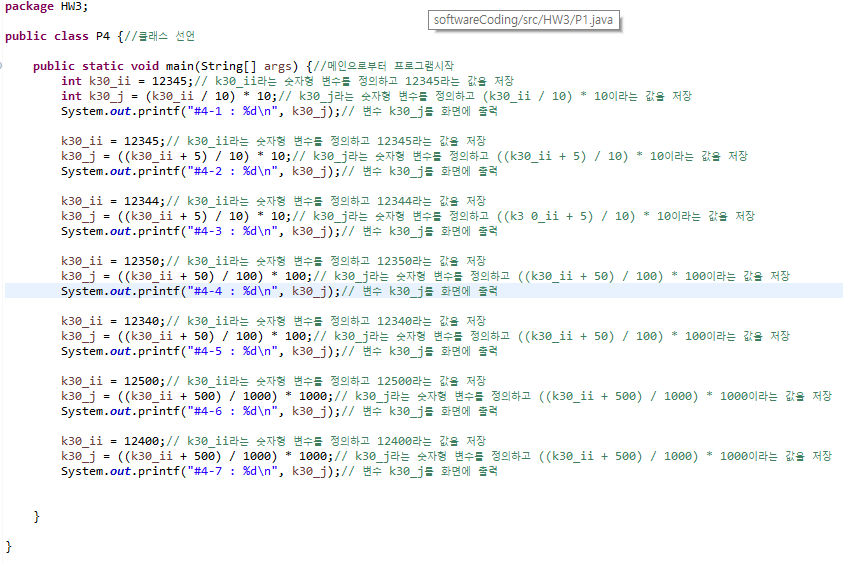 package HW3;
softwareCoding/src/HW3/P1.java
public class P4 {//클래스 선언
public static void main(String[] args) {//메인으로부터 프로그램시작
int k30_ii = 12345;// k30_ii라는 숫자형 변수를 정의하고 12345라는 값을 저장
int k30_j = (k30_ii / 10) * 10;// k30_j라는 숫자형 변수를 정의하고 (k30_ii / 10) * 10이라는 값을 저장
System.out.printf("#4-1 : %d\n", k30_j);// 변수 k30_j를 화면에 출력
k30_ii = 12345;// k30_ii라는 숫자형 변수를 정의하고 12345라는 값을 저장
k30_j = ((k30_ii + 5) / 10) * 10;// k30_j라는 숫자형 변수를 정의하고 ((k30_ii + 5) / 10) * 10이라는 값을 저장
System.out.printf("#4-2 : %d\n", k30_j);// 변수 k30_j를 화면에 출력
k30_ii = 12344;// k30_ii라는 숫자형 변수를 정의하고 12344라는 값을 저장
k30_j = ((k30_ii + 5) / 10) * 10;// k30_j라는 숫자형 변수를 정의하고 ((k3 0_ii + 5) / 10) * 10이라는 값을 저장
System.out.printf("#4-3 : %d\n", k30_j);// 변수 k30_j를 화면에 출력
k30_ii = 12350;// k30_ii라는 숫자형 변수를 정의하고 12350라는 값을 저장
k30_j = ((k30_ii + 50) / 100) * 100;// k30_j라는 숫자형 변수를 정의하고 ((k30_ii + 50) / 100) * 100이라는 값을 저장
System.out.printf("#4-4 : %d\n", k30_j);// 변수 k30_j를 화면에 출력
k30_ii = 12340;// k30_ii라는 숫자형 변수를 정의하고 12340라는 값을 저장
k30_j = ((k30_ii + 50) / 100) * 100;// k30_j라는 숫자형 변수를 정의하고 ((k30_ii + 50) / 100) * 100이라는 값을 저장
System.out.printf("#4-5 : %d\n", k30_j);// 변수 k30_j를 화면에 출력
k30_ii = 12500;// k30_ii라는 숫자형 변수를 정의하고 12500라는 값을 저장
k30_j = ((k30_ii + 500) / 1000) * 1000;// k30_j라는 숫자형 변수를 정의하고 ((k30_ii + 500) / 1000) * 1000이라는 값을 저장
System.out.printf("#4-6 : %d\n", k30_j);// 변수 k30_j를 화면에 출력
k30_ii = 12400;// k30_ii라는 숫자형 변수를 정의하고 12400라는 값을 저장
k30_j = ((k30_ii + 500) / 1000) * 1000;// k30_j라는 숫자형 변수를 정의하고 ((k30_ii + 500) / 1000) * 1000이라는 값을 저장
System.out.printf("#4-7 : %d\n", k30_j);// 변수 k30_j를 화면에 출력
}
}